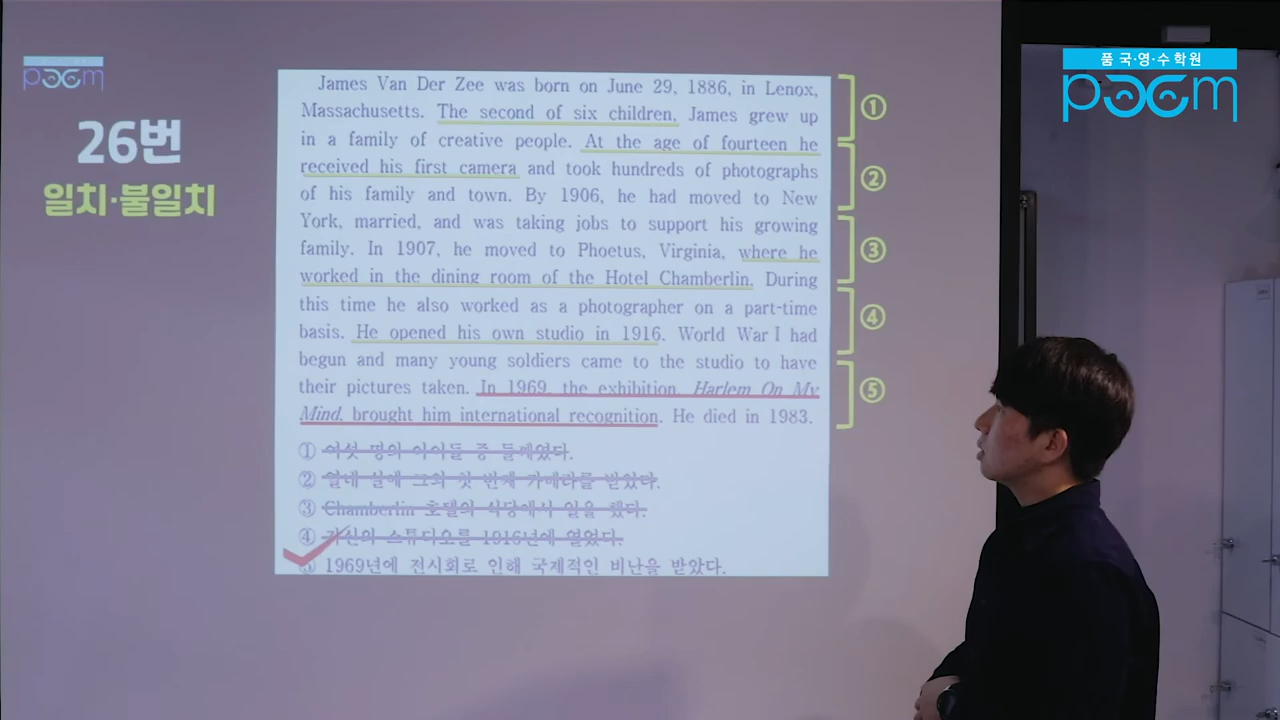 품 국·영·수 학원
poem
poem
26번
일치·불일치
James Van Der Zee was born on June 29, 1886, in Lenox,
Massachusetts. The second of six children, James grew up
in a family of creative people. At the age of fourteen he
received his first camera and took hundreds of photographs
of his family and town. By 1906, he had moved to New
York, married, and was taking jobs to support his growing
family. In 1907, he moved to Phoetus, Virginia, where he
worked in the dining room of the Hotel Chamberlin. During
this time he also worked as a photographer on a part-time
basis. He opened his own studio in 1916. World War I had
begun and many young soldiers came to the studio to have
their pictures taken. In 1969, the exhibition, Harlem On My
Mind, brought him international recognition. He died in 1983.
①
②
③
④
⑤
① 여섯 명의 아이들 중 둘째였다.
② 열네 살에 그의 첫 번째 카메라를 받았다.
③ Chamberlin 호텔의 식당에서 일을 했다.
④ 자신의 스튜디오를 1916년에 열었다.
⑤ 1969년에 전시회로 인해 국제적인 비난을 받았다.